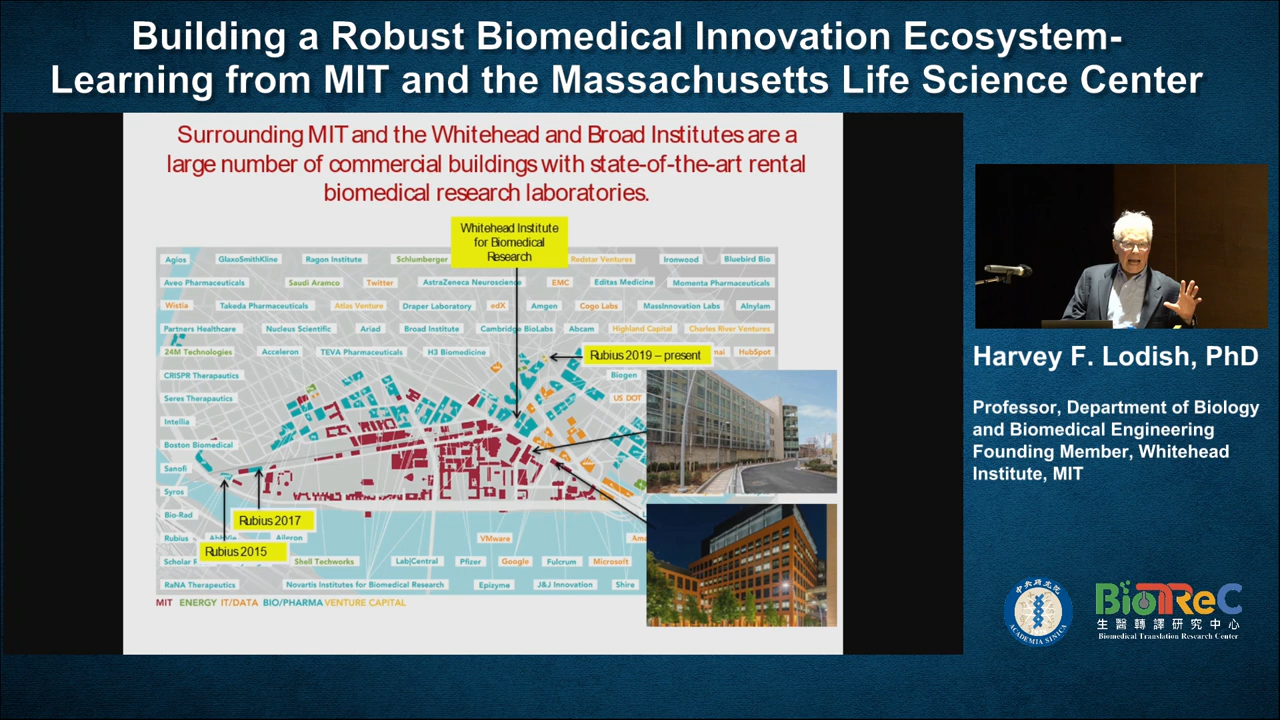 Building a Robust Biomedical Innovation Ecosystem-
Learning from MIT and the Massachusetts Life Science Center
Surrounding MIT and the Whitehead and Broad Institutes are a
large number of commercial buildings with state-of-the-art rental
biomedical research laboratories.
Whitehead Institute
for Biomedical
Research
Agios GlaxoSmithKline Ragon Institute Schlumberger Redstar Ventures Ironwood Bluebird Bio
Aveo Pharmaceuticals Saudi Aramco Twitter AstraZeneca Neuroscience EMC Editas Medicine Momenta Pharmaceuticals
Wistia Takeda Pharmaceuticals Atlas Venture Draper Laboratory edX Amgen Cogo Labs MassInnovation Labs Alnylam
Partners Healthcare Nucleus Scientific Ariad Broad Institute Cambridge BioLabs Abcam Highland Capital Charles River Ventures
24M Technologies Acceleron TEVA Pharmaceuticals H3 Biomedicine Rubius 2019 – present HubSpot
CRISPR Therapeutics Biogen
Seres Therapeutics US DOT
Intellia
Boston Biomedical
Sanofi
Syros
Bio-Rad
Rubius 2017
Rubius VMware
Rubius 2015
Shell Techworks Lab|Central Pfizer Google Fulcrum Microsoft
RaNA Therapeutics Novartis Institutes for Biomedical Research Epizyme J&J Innovation Shire
MIT ENERGY IT/DATA BIO/PHARMA VENTURE CAPITAL
Harvey F. Lodish, PhD
Professor, Department of Biology
and Biomedical Engineering
Founding Member, Whitehead
Institute, MIT
中央研究院
ACADEMIA SINICA
BioTReC
生醫轉譯研究中心
Biomedical Translation Research Center